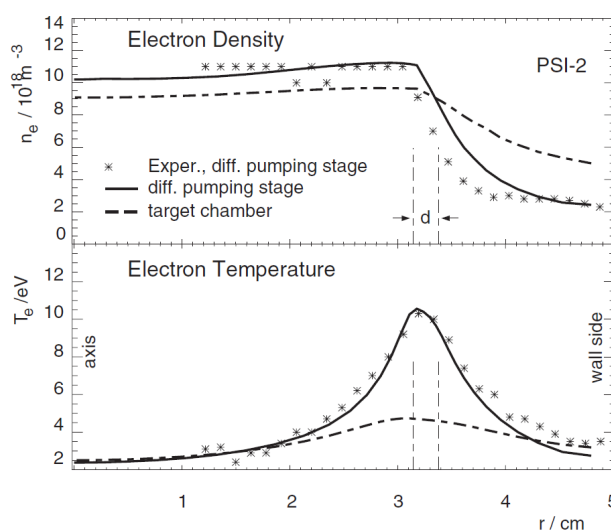 14
12
10
8
6
4
2
0
n_e / 10^18 m^-3
Electron Density
PSI-2
Exper., diff. pumping stage
diff. pumping stage
target chamber
d
T_e /eV
Electron Temperature
10
8
6
4
2
axis
wall side
1
2
3
4
5
r / cm